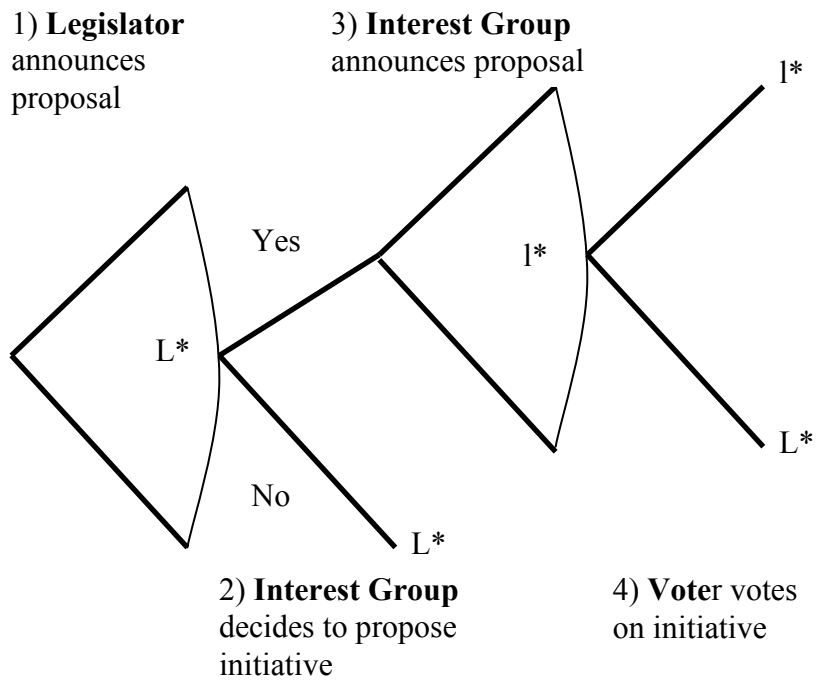 1) Legislator
announces
proposal
3) Interest Group
announces proposal
l*
Yes
l*
L*
L*
No
L*
2) Interest Group
decides to propose
initiative
4) Voter votes
on initiative